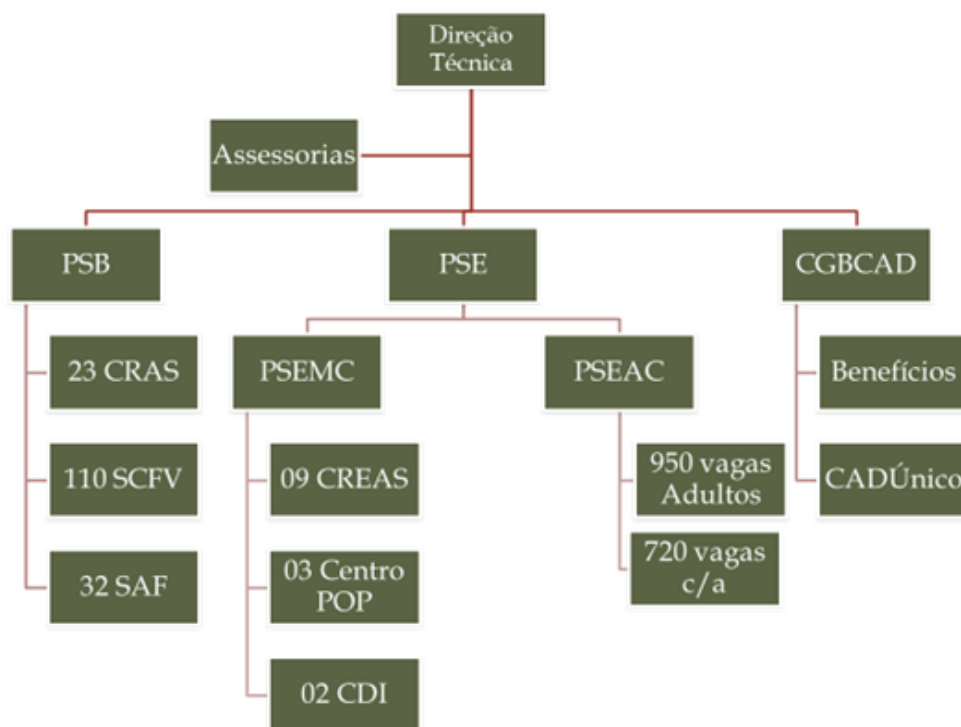 Direção
Técnica
Assessorias
PSB
PSE
CGBCAD
23 CRAS
PSEMC
PSEAC
Benefícios
110 SCFV
09 CREAS
950 vagas
Adultos
CADÚnico
32 SAF
03 Centro
POP
720 vagas
c/a
02 CDI